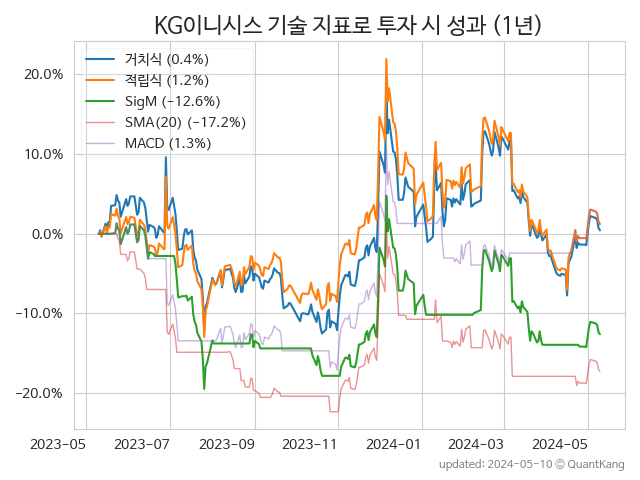 KG이니시스 기술 지표로 투자 시 성과 (1년)
거치식 (0.4%)
적립식 (1.2%)
SigM (−12.6%)
SMA(20) (−17.2%)
MACD (1.3%)
20.0%
10.0%
0.0%
−10.0%
−20.0%
2023-05 2023-07 2023-09 2023-11 2024-01 2024-03 2024-05
updated: 2024-05-10 © QuantKang